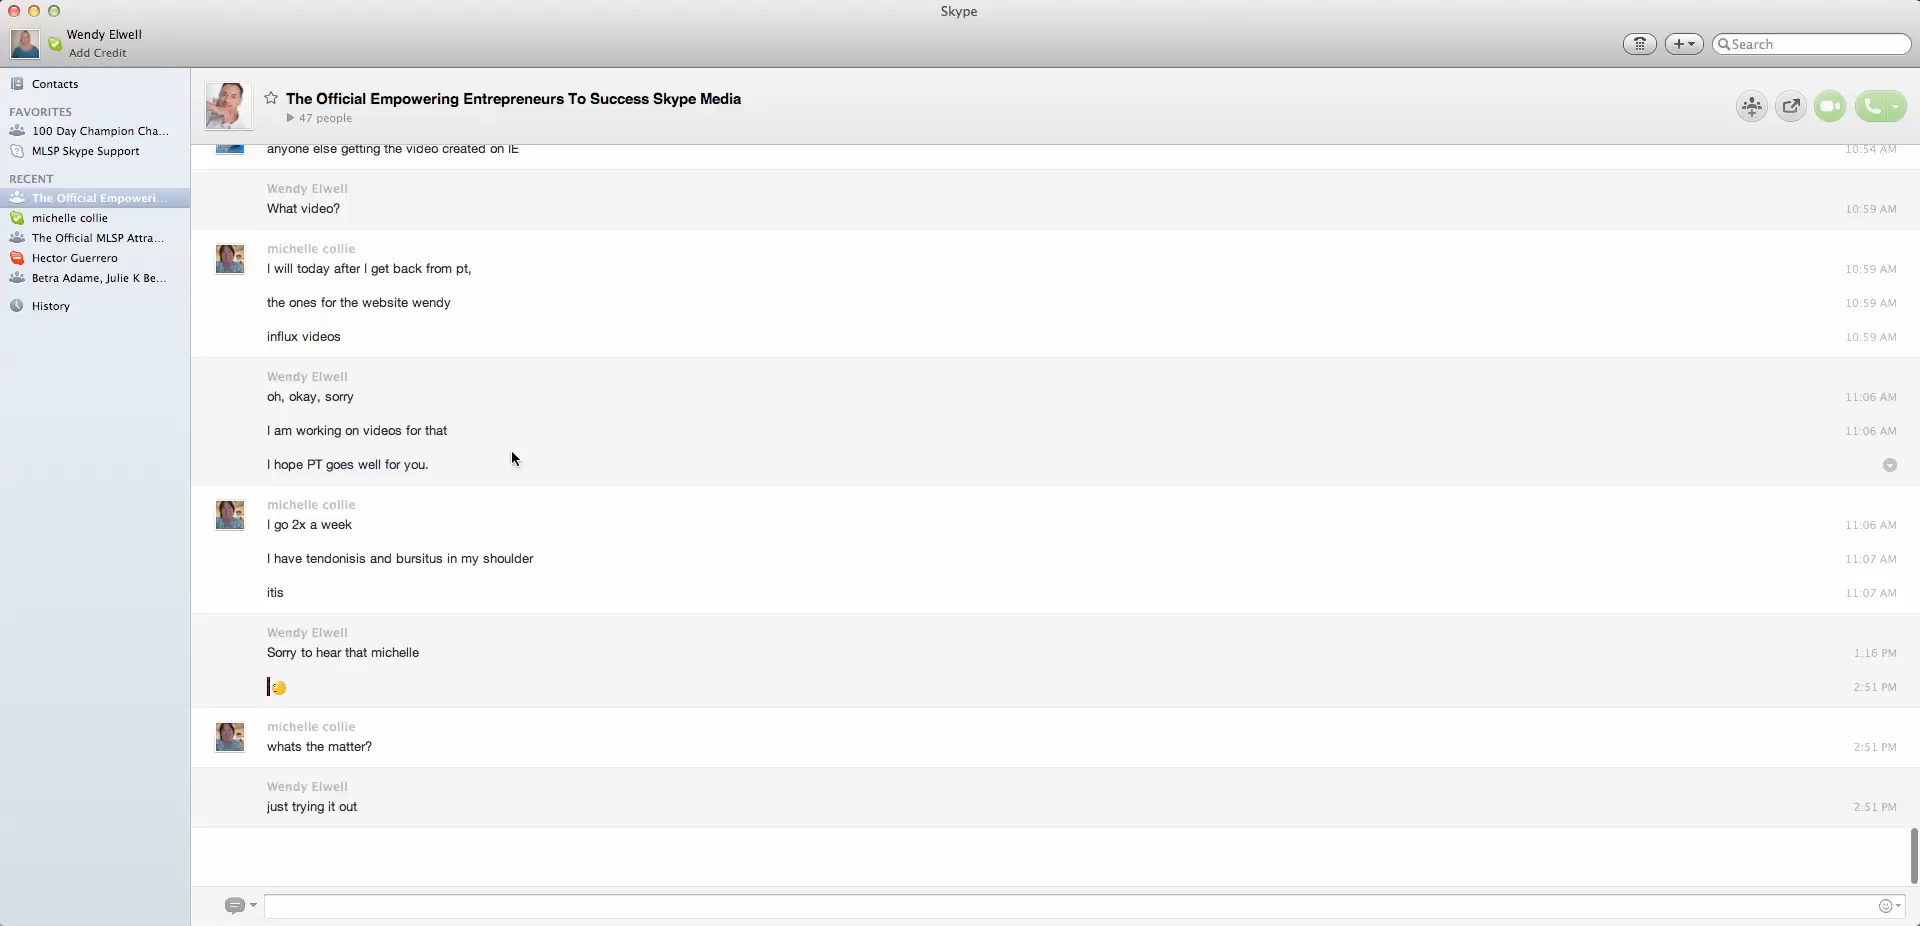 Skype
Wendy Elwell
Add Credit
Search
Contacts
FAVORITES
100 Day Champion Cha...
MLSP Skype Support
RECENT
The Official Empoweri...
michelle collie
The Official MLSP Attra...
Hector Guerrero
Betra Adame, Julie K Be...
History
The Official Empowering Entrepreneurs To Success Skype Media
47 people
anyone else getting the video created on IE
10:54 AM
Wendy Elwell
What video?
10:59 AM
michelle collie
I will today after I get back from pt,
10:59 AM
the ones for the website wendy
10:59 AM
influx videos
10:59 AM
Wendy Elwell
oh, okay, sorry
11:06 AM
I am working on videos for that
11:06 AM
I hope PT goes well for you.
michelle collie
I go 2x a week
11:06 AM
I have tendonisis and bursitus in my shoulder
11:07 AM
itis
11:07 AM
Wendy Elwell
Sorry to hear that michelle
1:16 PM
2:51 PM
michelle collie
whats the matter?
2:51 PM
Wendy Elwell
just trying it out
2:51 PM